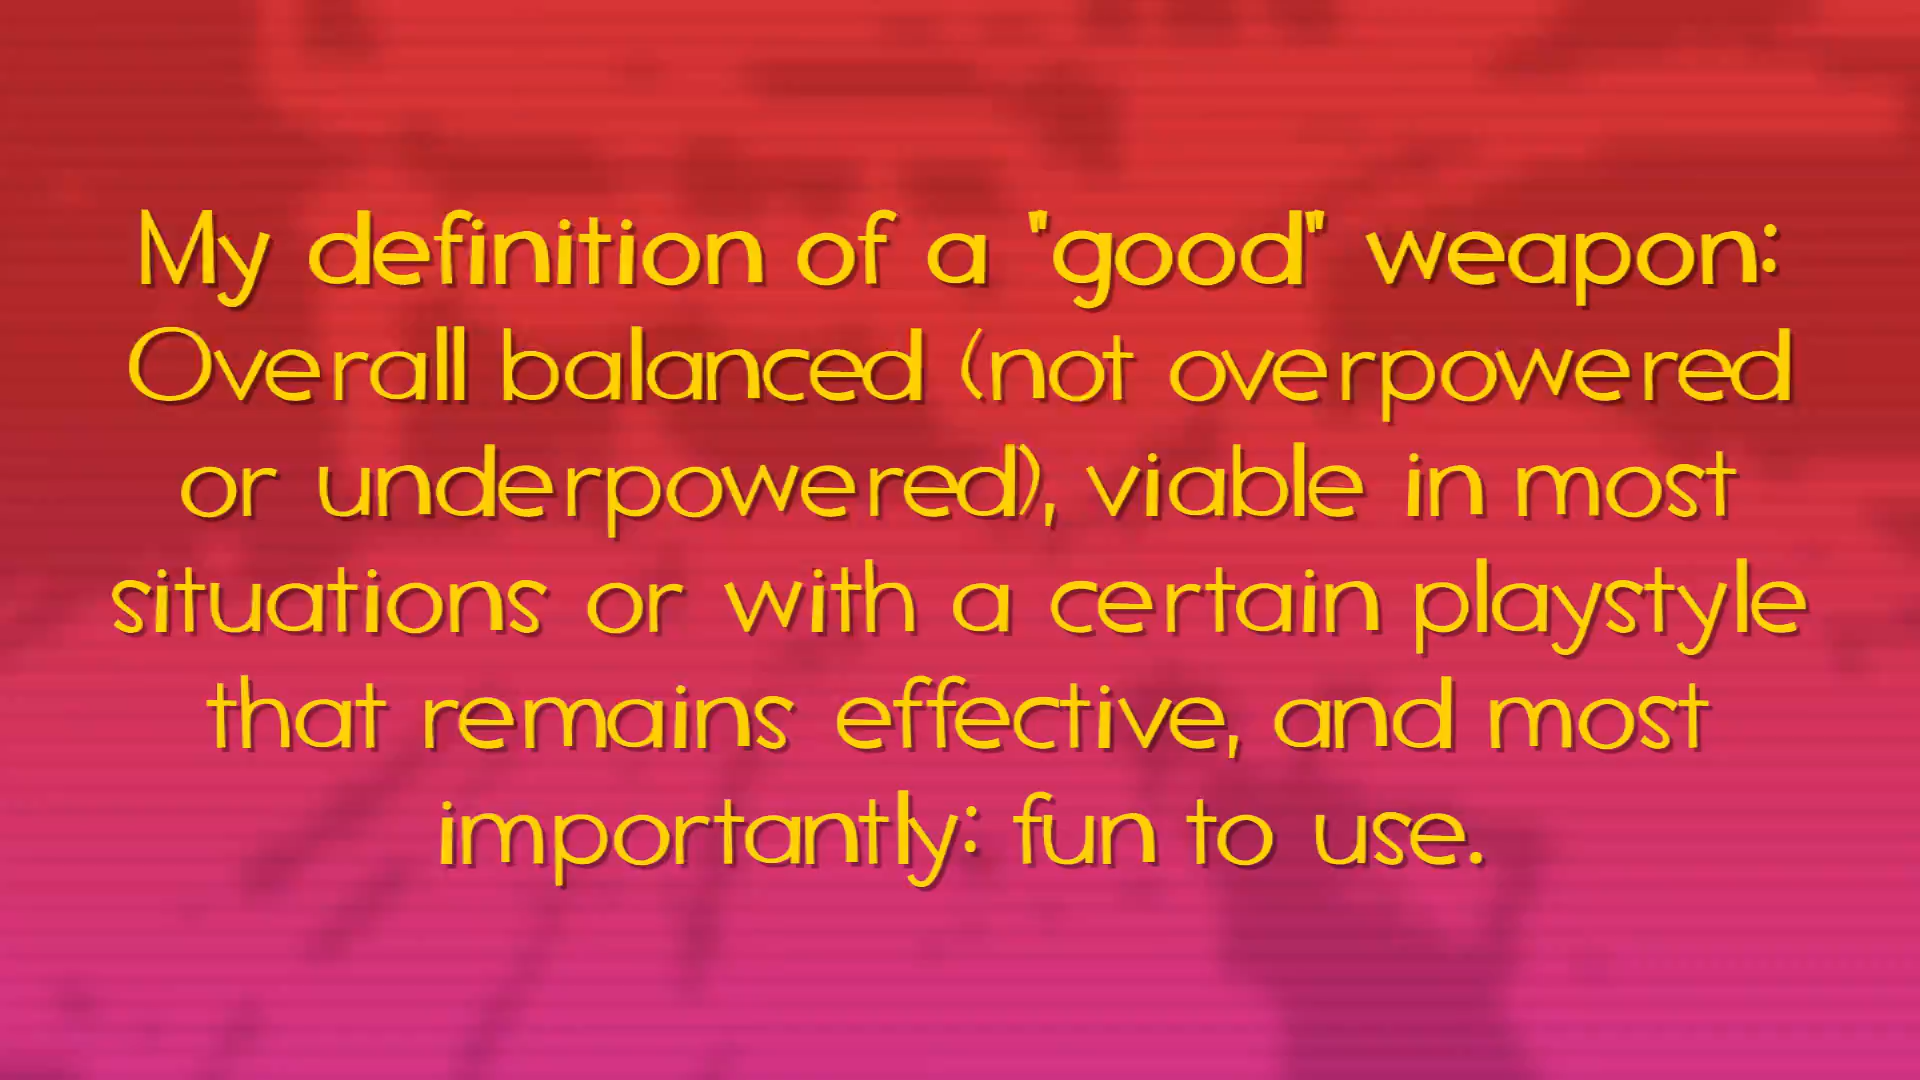 My definition of a "good" weapon:
Overall balanced (not overpowered
or underpowered), viable in most
situations or with a certain playstyle
that remains effective, and most
importantly: fun to use.